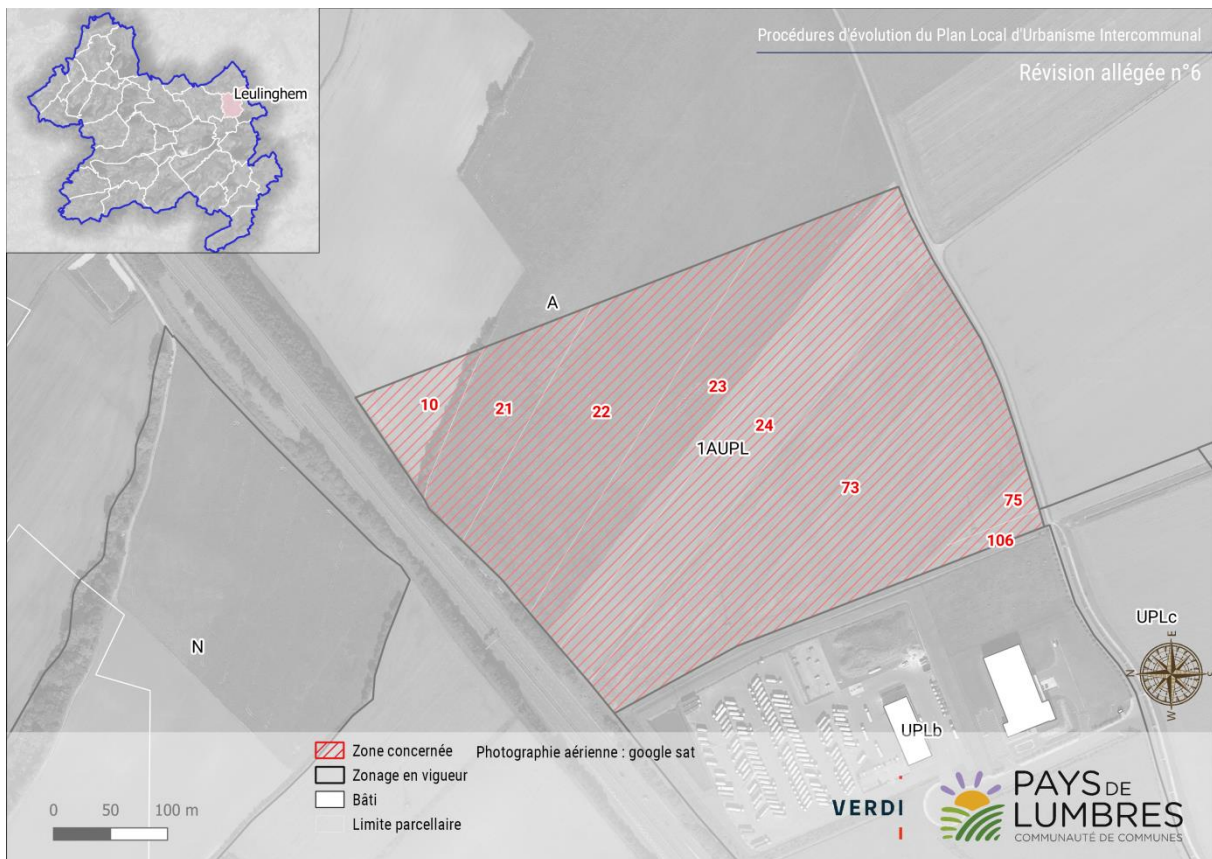 Procédures d'évolution du Plan Local d'Urbanisme Intercommunal
Révision allégée n°6
Leulinghem
A
10
21
22
23
24
1AUPL
73
75
106
N
UPLc
E
N
S
W
UPLb
Zone concernée
Photographie aérienne : google sat
Zonage en vigueur
Bâti
Limite parcellaire
0 50 100 m
VERDI
PAYS DE
LUMBRES
COMMUNAUTÉ DE COMMUNES